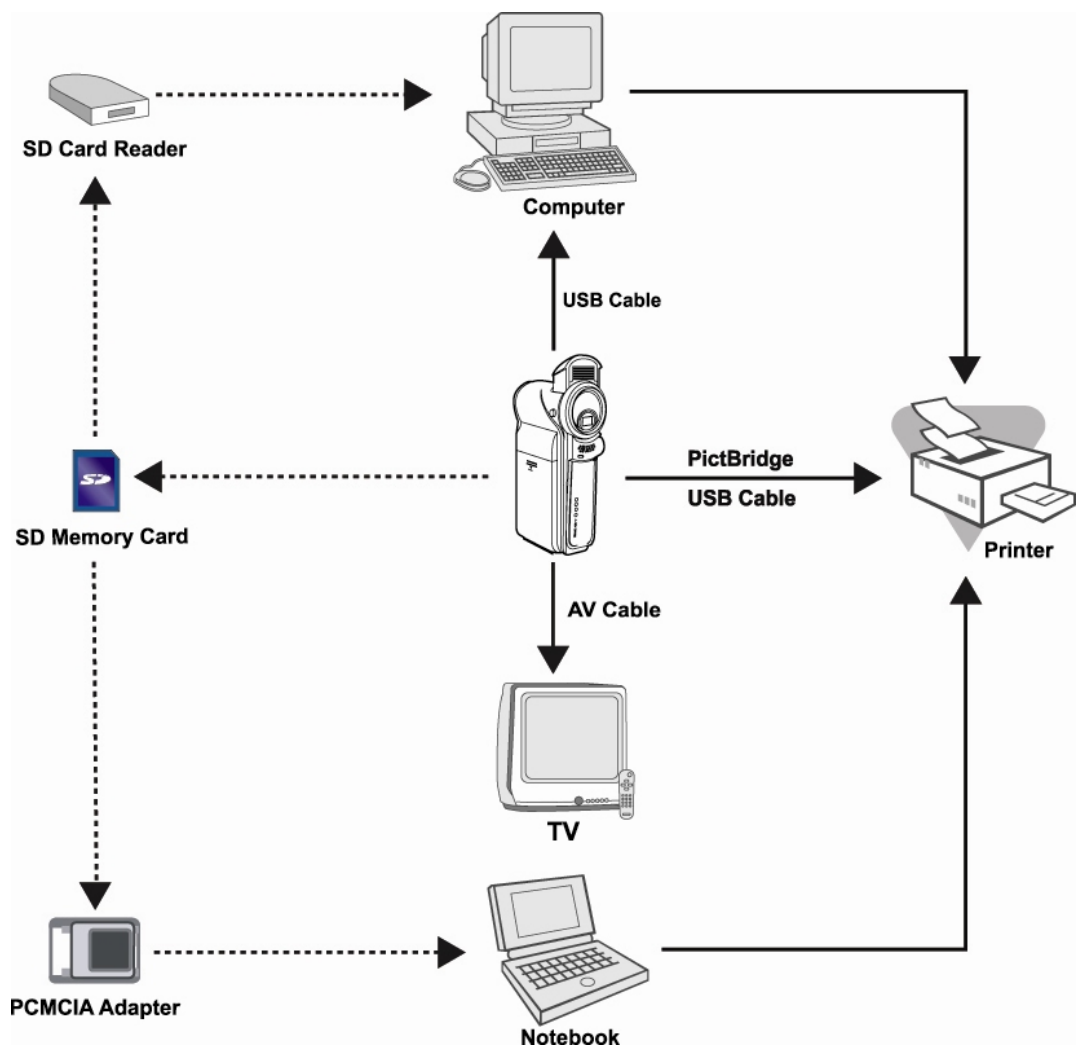 SD Card Reader
Computer
USB Cable
SD
SD Memory Card
PictBridge
USB Cable
Printer
AV Cable
TV
PCMCIA Adapter
Notebook